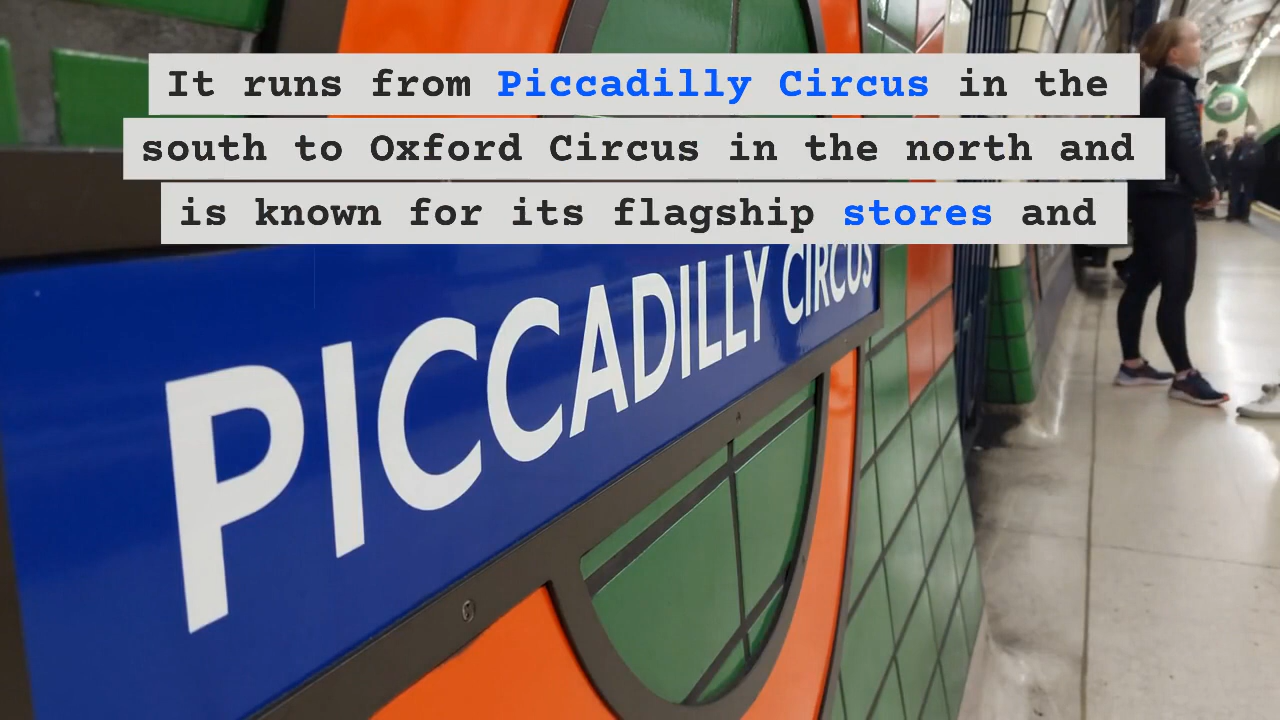 It runs from Piccadilly Circus in the
south to Oxford Circus in the north and
is known for its flagship stores and
PICCADILLY CIRCUS